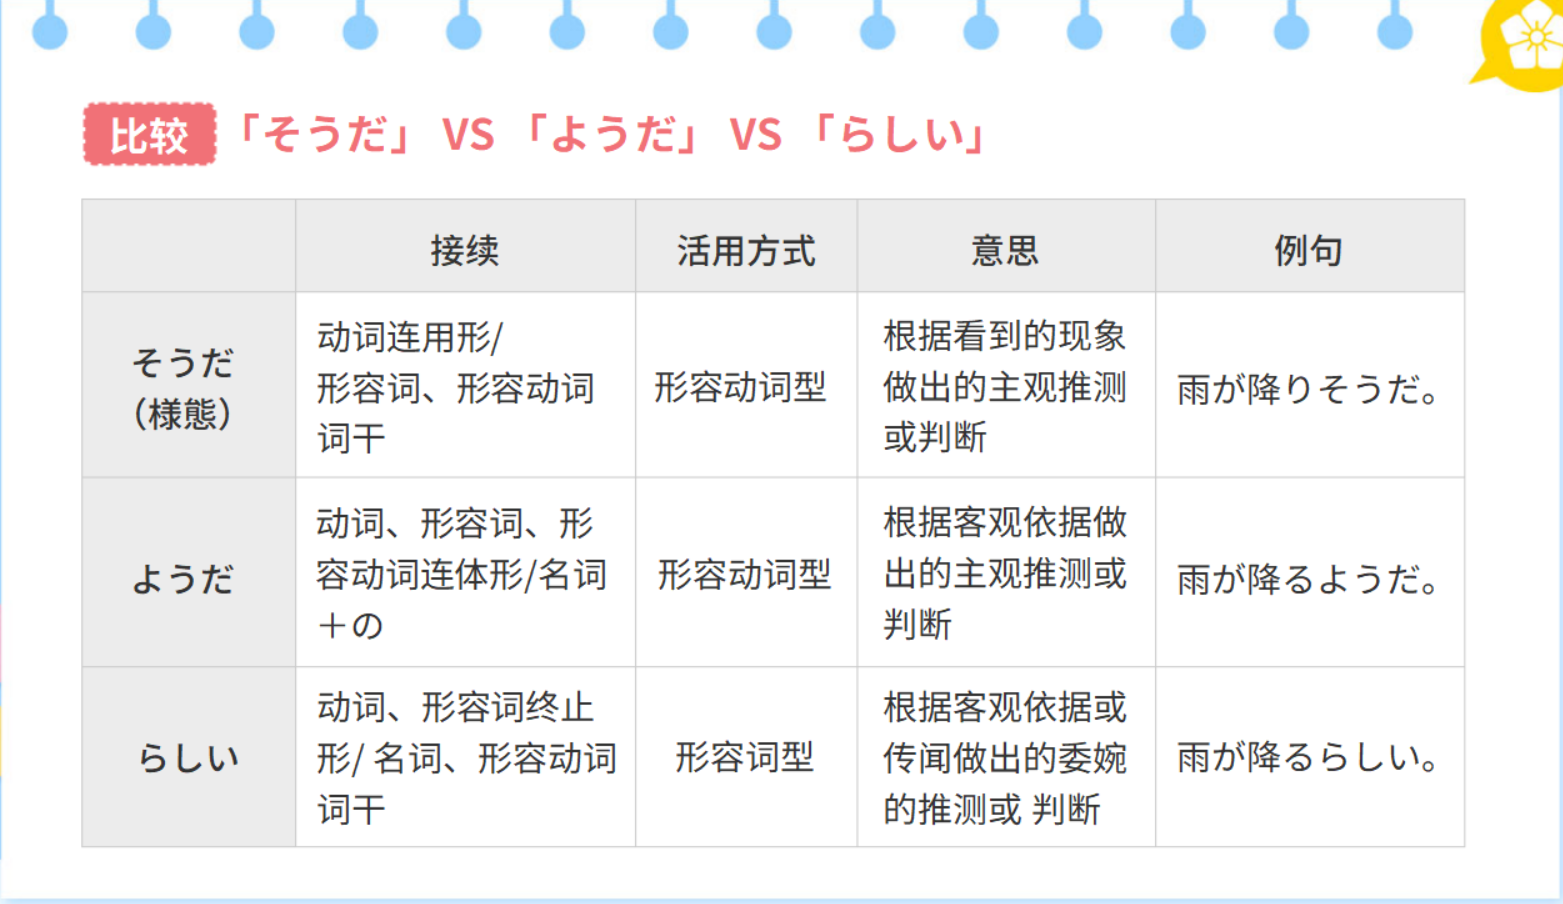 比较 「そうだ」 VS 「ようだ」 VS 「らしい」
接续 活用方式 意思 例句
そうだ
（様態）
动词连用形/
形容词、形容动词
词干
形容动词型
根据看到的现象
做出的主观推测
或判断
雨が降りそうだ。
ようだ
动词、形容词、形
容动词连体形/名词
＋の
形容动词型
根据客观依据做
出的主观推测或
判断
雨が降るようだ。
らしい
动词、形容词终止
形/ 名词、形容动词
词干
形容词型
根据客观依据或
传闻做出的委婉
的推测或 判断
雨が降るらしい。